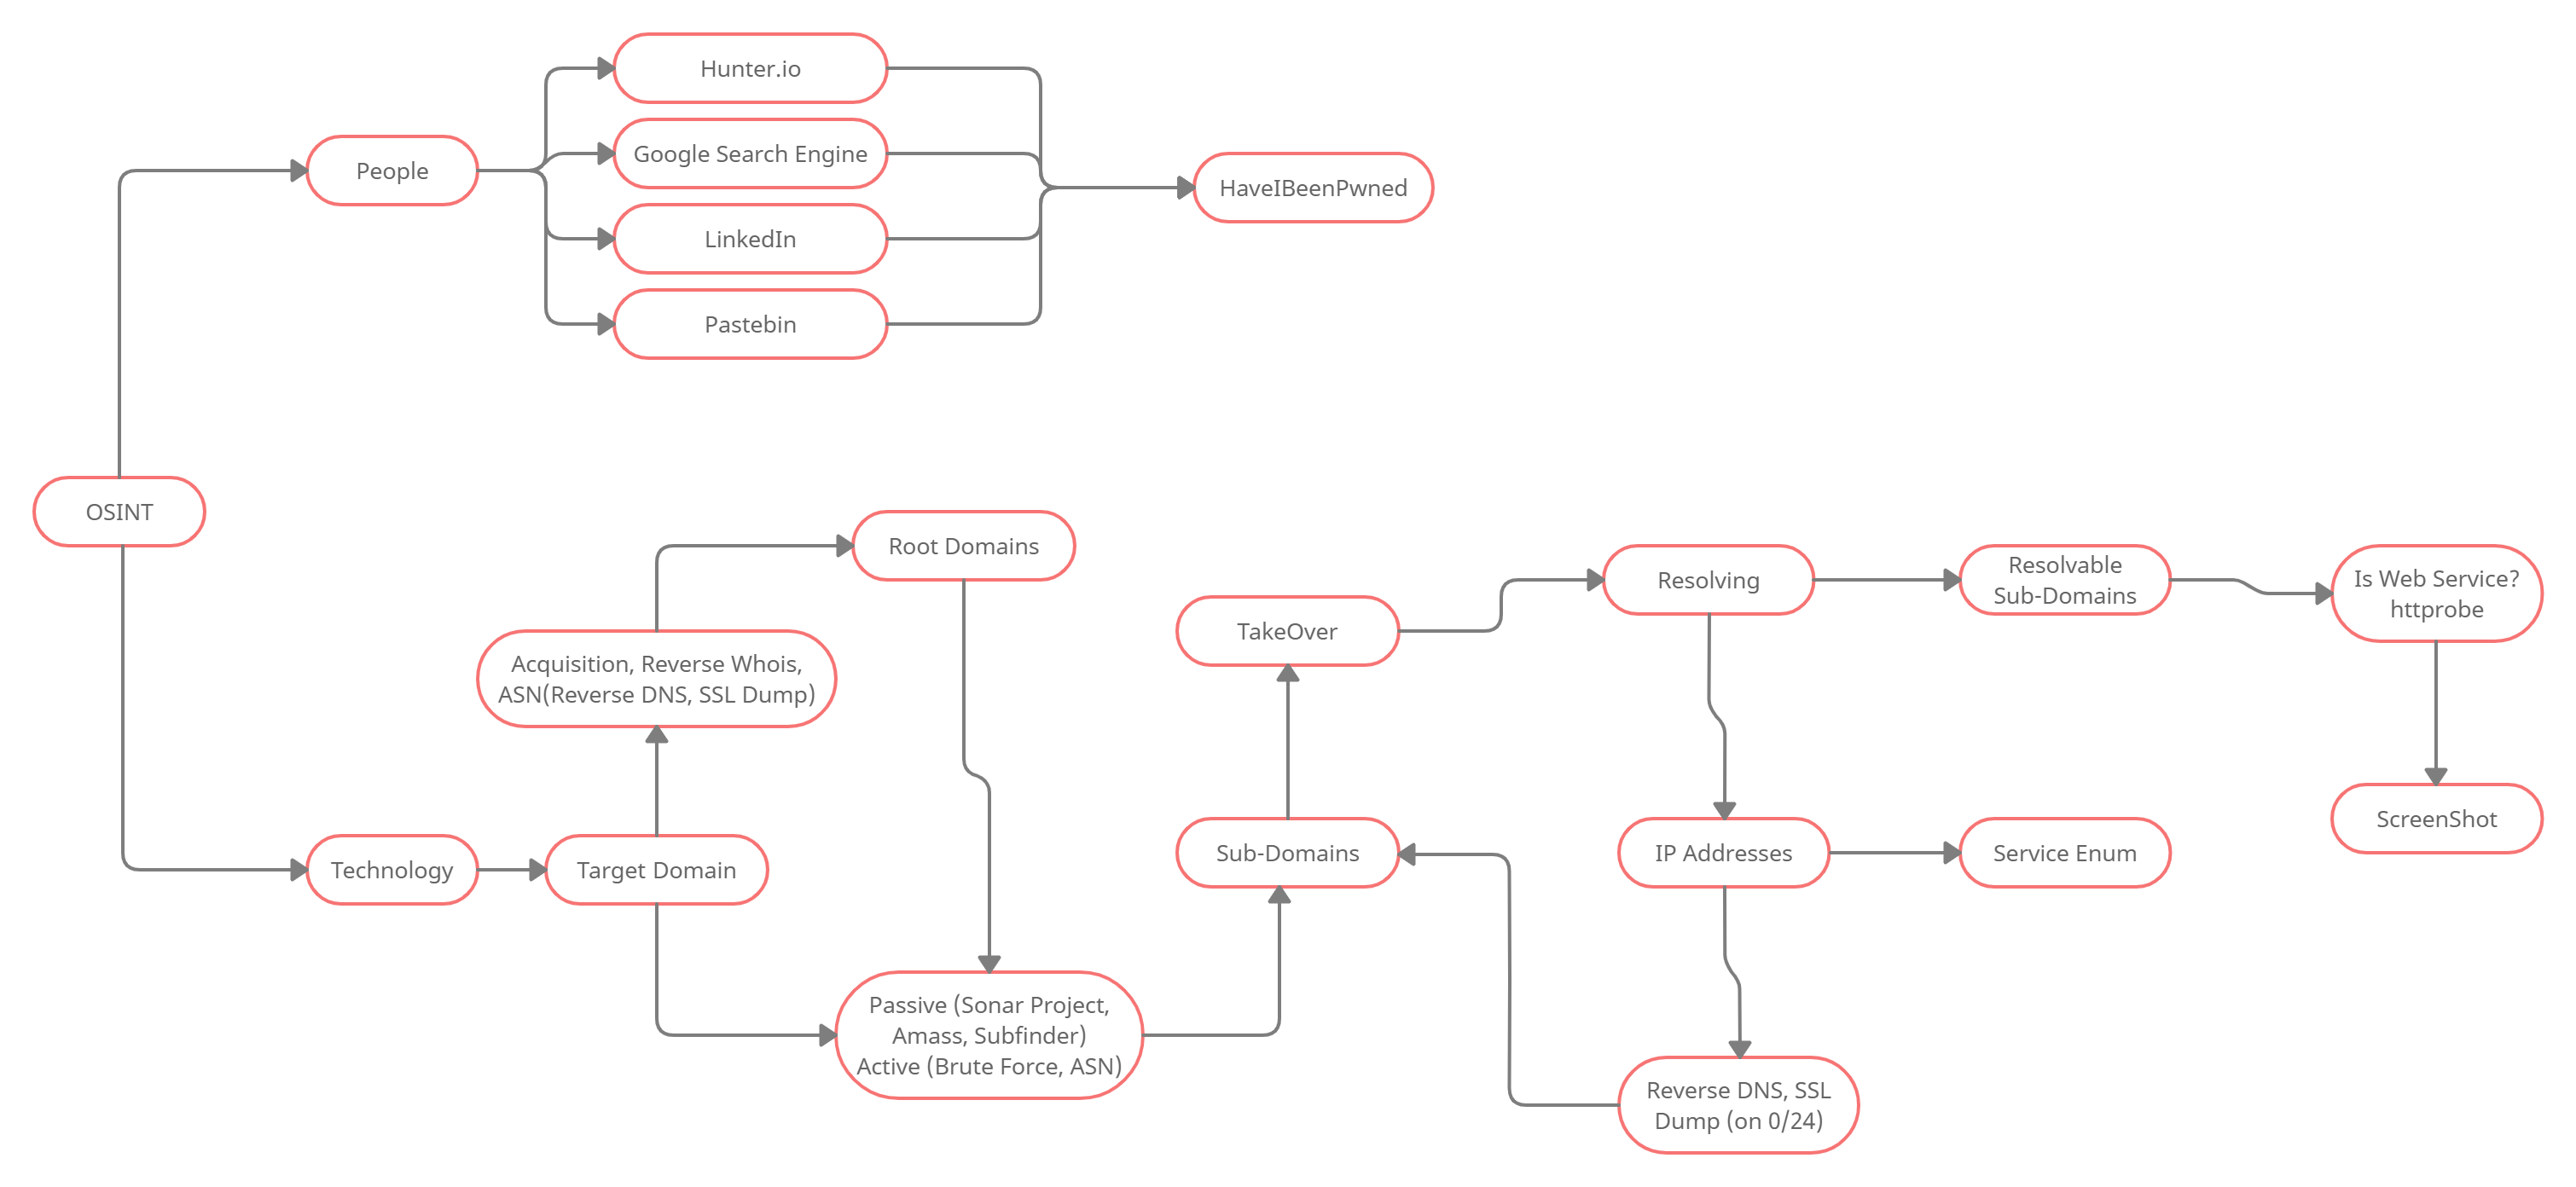 Hunter.io
Google Search Engine
People
HaveIBeenPwned
LinkedIn
Pastebin
OSINT
Root Domains
Acquisition, Reverse Whois,
ASN(Reverse DNS, SSL Dump)
Technology
Target Domain
Passive (Sonar Project,
Amass, Subfinder)
Active (Brute Force, ASN)
TakeOver
Sub-Domains
Resolving
Resolvable
Sub-Domains
Is Web Service?
httprobe
ScreenShot
IP Addresses
Service Enum
Reverse DNS, SSL
Dump (on 0/24)